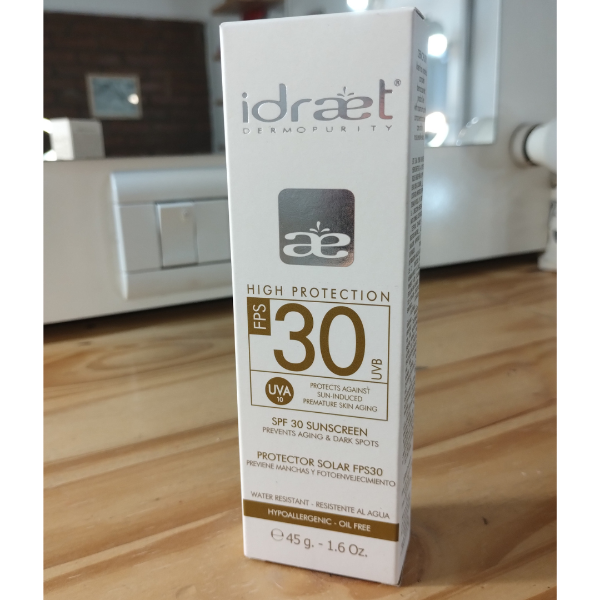 idraet®
DERMOPURITY
æ
HIGH PROTECTION
FPS
30
UVB
UVA
10
PROTECTS AGAINST
SUN-INDUCED
PREMATURE SKIN AGING
SPF 30 SUNSCREEN
PREVENTS AGING & DARK SPOTS
PROTECTOR SOLAR FPS30
PREVIENE MANCHAS Y FOTOENVEJECIMIENTO
WATER RESISTANT - RESISTENTE AL AGUA
HYPOALLERGENIC - OIL FREE
℮ 45 g. - 1.6 Oz.